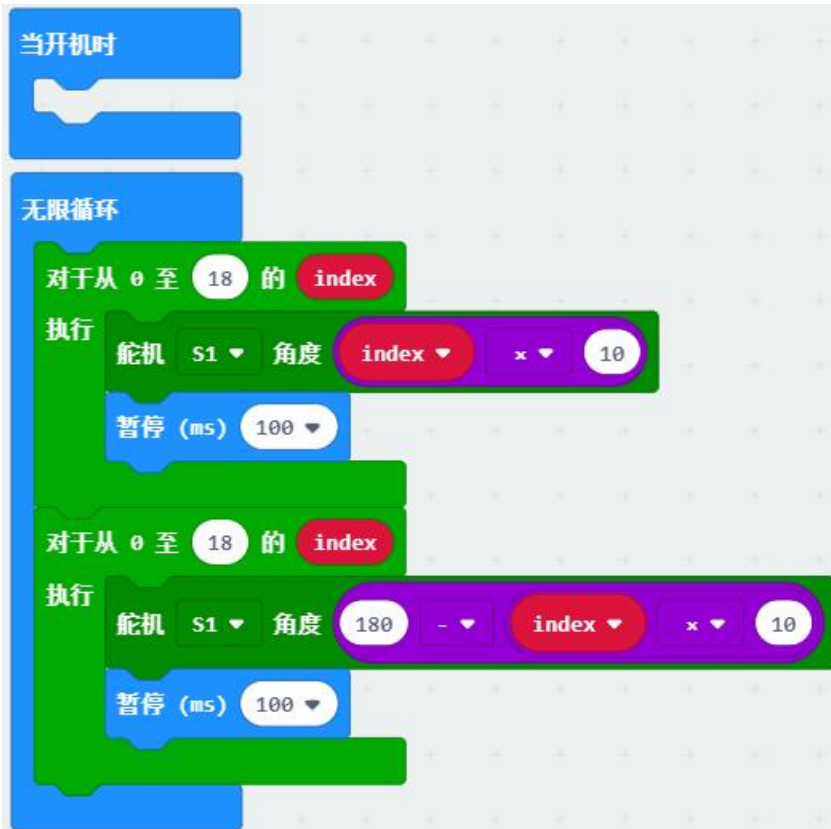 当开机时
无限循环
对于从 0 至 18 的 index
执行
舵机 S1 角度 index × 10
暂停 (ms) 100
对于从 0 至 18 的 index
执行
舵机 S1 角度 180 - index × 10
暂停 (ms) 100